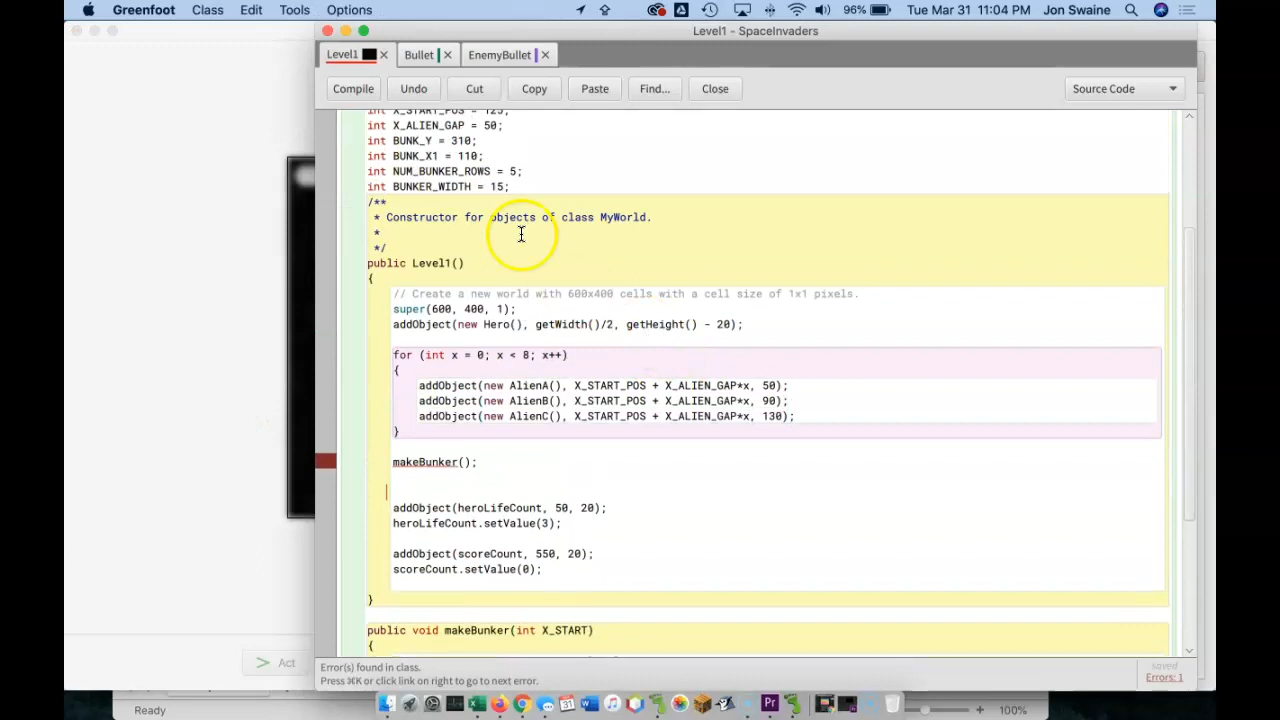 Greenfoot Class Edit Tools Options 96% Tue Mar 31 11:04 PM Jon Swaine
Level1 - SpaceInvaders
Level1 Bullet EnemyBullet
Compile Undo Cut Copy Paste Find... Close Source Code
int X_START_POS = 125;
int X_ALIEN_GAP = 50;
int BUNK_Y = 310;
int BUNK_X1 = 110;
int NUM_BUNKER_ROWS = 5;
int BUNKER_WIDTH = 15;
/**
* Constructor for objects of class MyWorld.
*
*/
public Level1()
{
// Create a new world with 600x400 cells with a cell size of 1x1 pixels.
super(600, 400, 1);
addObject(new Hero(), getWidth()/2, getHeight() - 20);
for (int x = 0; x < 8; x++)
{
addObject(new AlienA(), X_START_POS + X_ALIEN_GAP*x, 50);
addObject(new AlienB(), X_START_POS + X_ALIEN_GAP*x, 90);
addObject(new AlienC(), X_START_POS + X_ALIEN_GAP*x, 130);
}
makeBunker();
addObject(heroLifeCount, 50, 20);
heroLifeCount.setValue(3);
addObject(scoreCount, 550, 20);
scoreCount.setValue(0);
}
public void makeBunker(int X_START)
{
Act
Error(s) found in class.
Press ⌘K or click link on right to go to next error.
saved
Errors: 1
Ready 100%